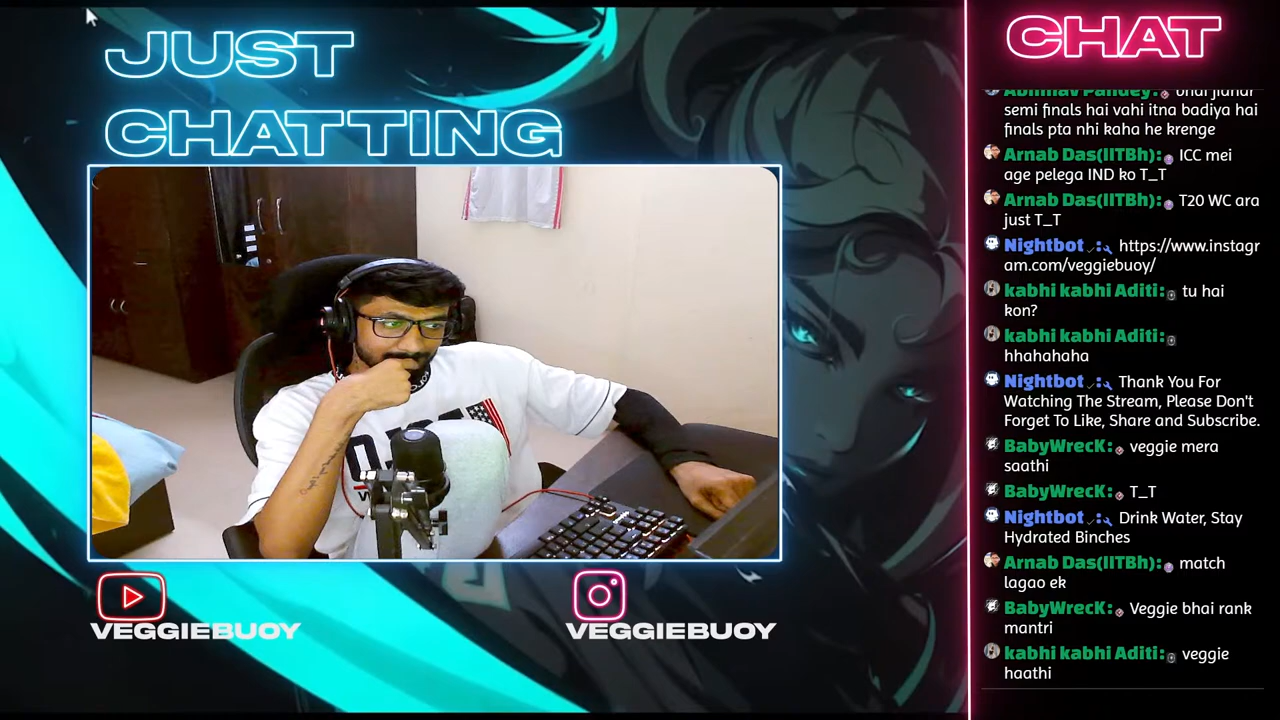 JUST
CHATTING
VEGGIEBUOY
VEGGIEBUOY
CHAT
Abhinav Pandey: bhai jidhar
semi finals hai vahi itna badiya hai
finals pta nhi kaha he krenge
Arnab Das(IITBh): ICC mei
age pelega IND ko T_T
Arnab Das(IITBh): T20 WC ara
just T_T
Nightbot : https://www.instagr
am.com/veggiebuoy/
kabhi kabhi Aditi: tu hai
kon?
kabhi kabhi Aditi:
hhahahaha
Nightbot : Thank You For
Watching The Stream, Please Don't
Forget To Like, Share and Subscribe.
BabyWrecK: veggie mera
saathi
BabyWrecK: T_T
Nightbot : Drink Water, Stay
Hydrated Binches
Arnab Das(IITBh): match
lagao ek
BabyWrecK: Veggie bhai rank
mantri
kabhi kabhi Aditi: veggie
haathi